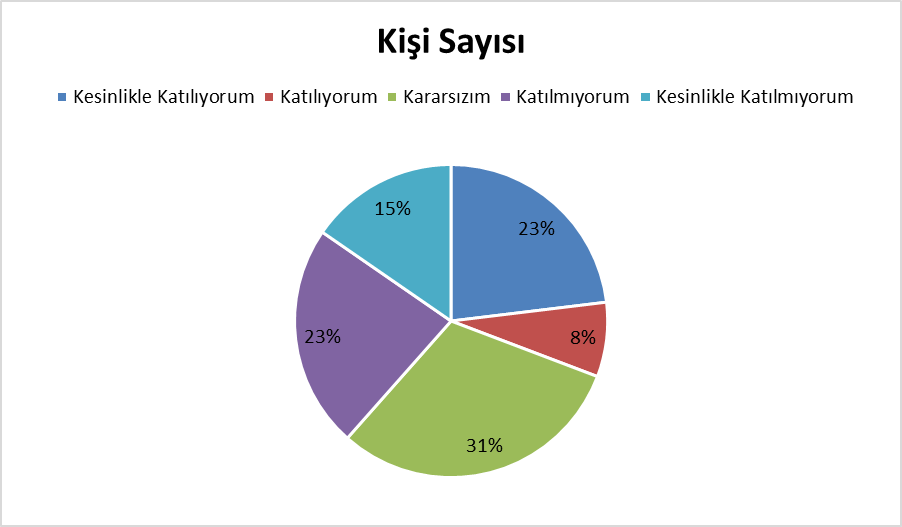 Kişi Sayısı
Kesinlikle Katılıyorum Katılıyorum Kararsızım Katılmıyorum Kesinlikle Katılmıyorum
15%
23%
23%
8%
31%